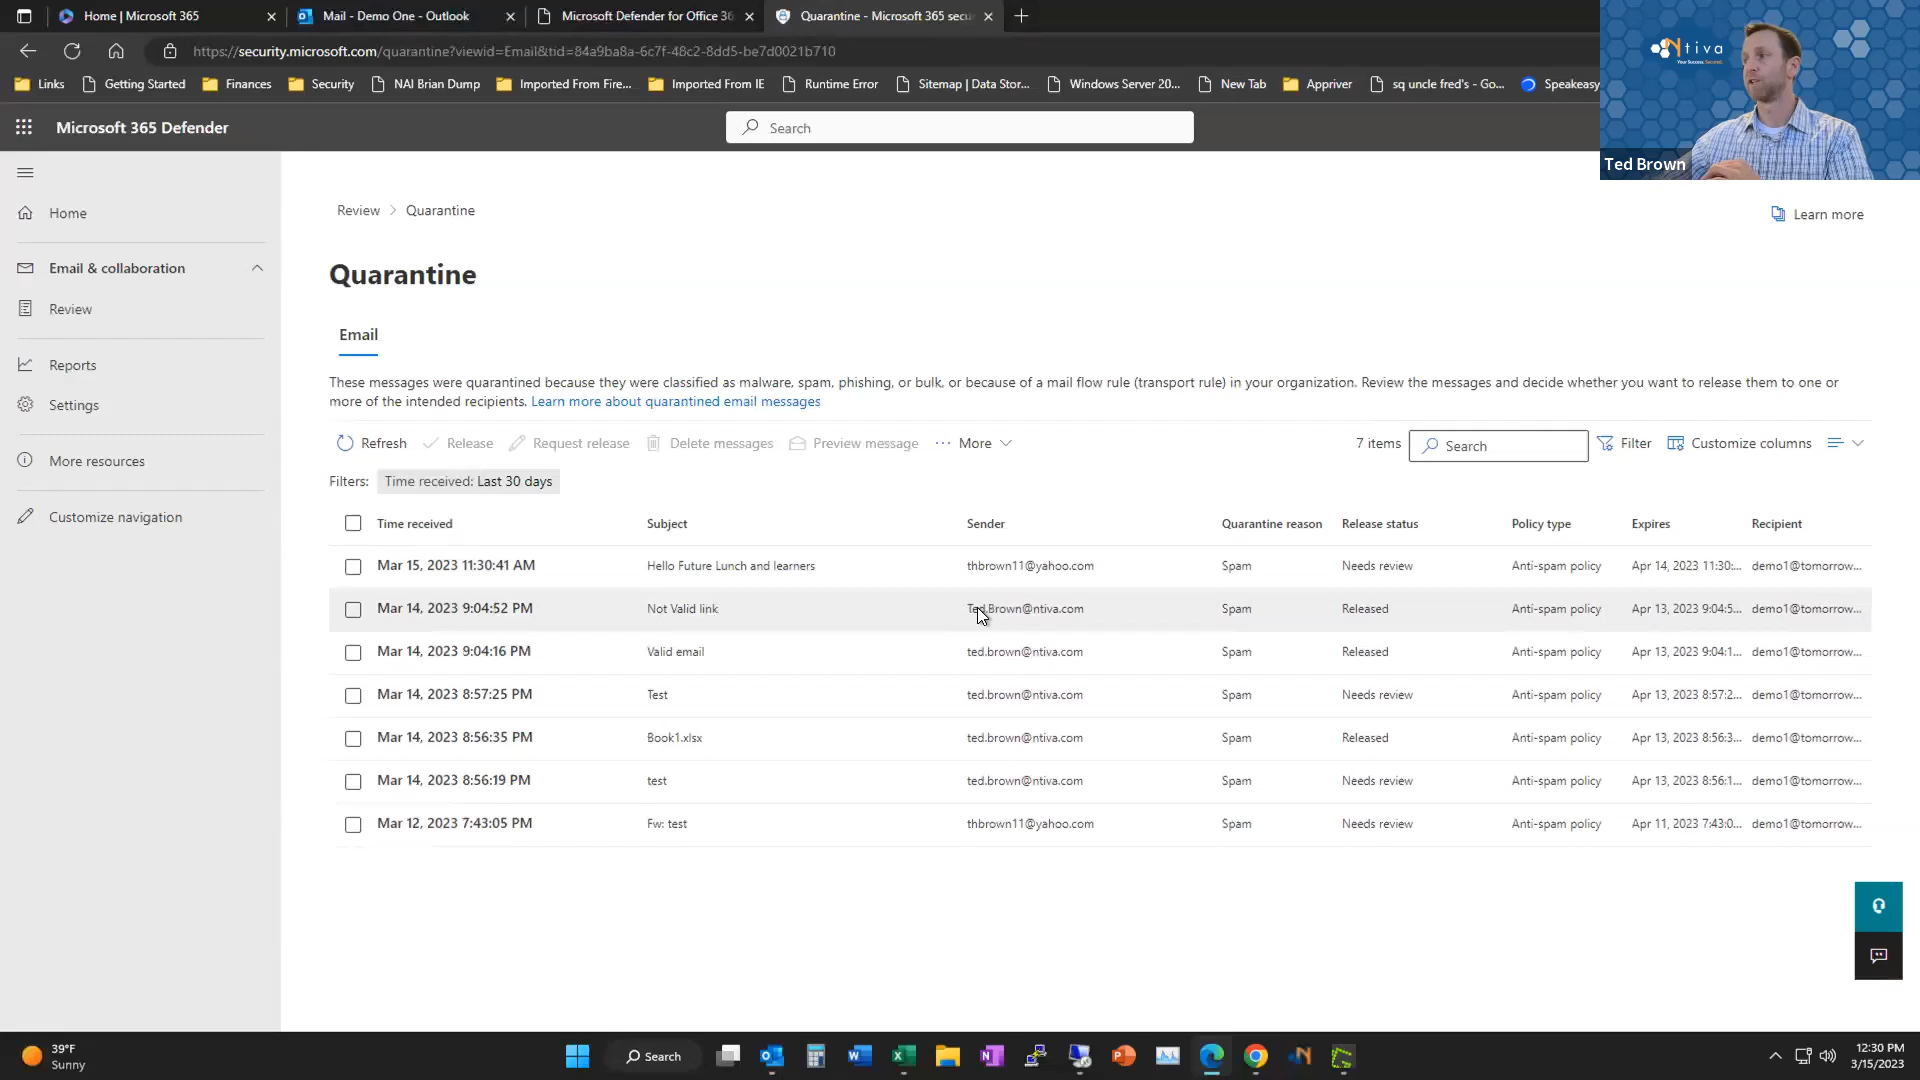 Home | Microsoft 365
Mail - Demo One - Outlook
Microsoft Defender for Office 36
Quarantine - Microsoft 365 secu
https://security.microsoft.com/quarantine?viewid=Email&tid=84a9ba8a-6c7f-48c2-8dd5-be7d0021b710
Links
Getting Started
Finances
Security
NAI Brian Dump
Imported From Fire...
Imported From IE
Runtime Error
Sitemap | Data Stor...
Windows Server 20...
New Tab
Appriver
sq uncle fred's - Go...
Speakeasy
Ntiva
Your Success. Secured.
Ted Brown
Microsoft 365 Defender
Search
Home
Email & collaboration
Review
Reports
Settings
More resources
Customize navigation
Review > Quarantine
Learn more
Quarantine
Email
These messages were quarantined because they were classified as malware, spam, phishing, or bulk, or because of a mail flow rule (transport rule) in your organization. Review the messages and decide whether you want to release them to one or
more of the intended recipients. Learn more about quarantined email messages
Refresh Release Request release Delete messages Preview message ... More 7 items Search Filter Customize columns
Filters: Time received: Last 30 days
Time received Subject Sender Quarantine reason Release status Policy type Expires Recipient
Mar 15, 2023 11:30:41 AM Hello Future Lunch and learners thbrown11@yahoo.com Spam Needs review Anti-spam policy Apr 14, 2023 11:30:... demo1@tomorrow...
Mar 14, 2023 9:04:52 PM Not Valid link Ted.Brown@ntiva.com Spam Released Anti-spam policy Apr 13, 2023 9:04:5... demo1@tomorrow...
Mar 14, 2023 9:04:16 PM Valid email ted.brown@ntiva.com Spam Released Anti-spam policy Apr 13, 2023 9:04:1... demo1@tomorrow...
Mar 14, 2023 8:57:25 PM Test ted.brown@ntiva.com Spam Needs review Anti-spam policy Apr 13, 2023 8:57:2... demo1@tomorrow...
Mar 14, 2023 8:56:35 PM Book1.xlsx ted.brown@ntiva.com Spam Released Anti-spam policy Apr 13, 2023 8:56:3... demo1@tomorrow...
Mar 14, 2023 8:56:19 PM test ted.brown@ntiva.com Spam Needs review Anti-spam policy Apr 13, 2023 8:56:1... demo1@tomorrow...
Mar 12, 2023 7:43:05 PM Fw: test thbrown11@yahoo.com Spam Needs review Anti-spam policy Apr 11, 2023 7:43:0... demo1@tomorrow...
39°F
Sunny
Search
12:30 PM
3/15/2023